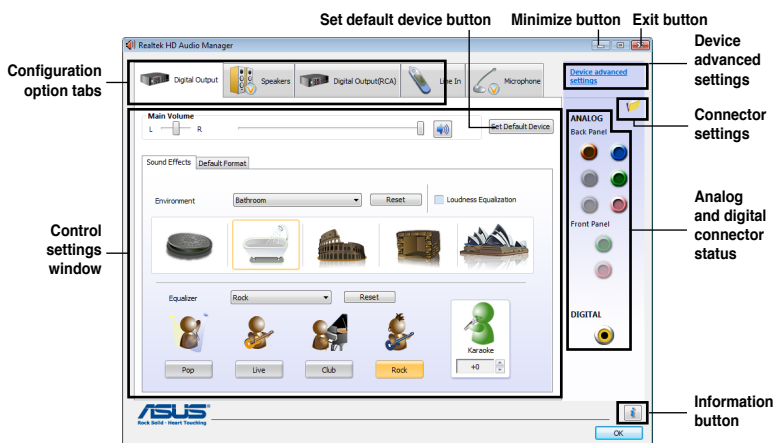 Set default device button
Minimize button
Exit button
Realtek HD Audio Manager
Device advanced settings
Configuration option tabs
Digital Output
Speakers
Digital Output(RCA)
Line In
Microphone
Device advanced settings
Main Volume
L
R
Set Default Device
ANALOG
Back Panel
Connector settings
Sound Effects
Default Format
Environment
Bathroom
Reset
Loudness Equalization
Control settings window
Front Panel
Analog and digital connector status
Equalizer
Rock
Reset
DIGITAL
Karaoke
Pop
Live
Club
Rock
+0
ASUS
Rock Solid · Heart Touching
Information button
OK